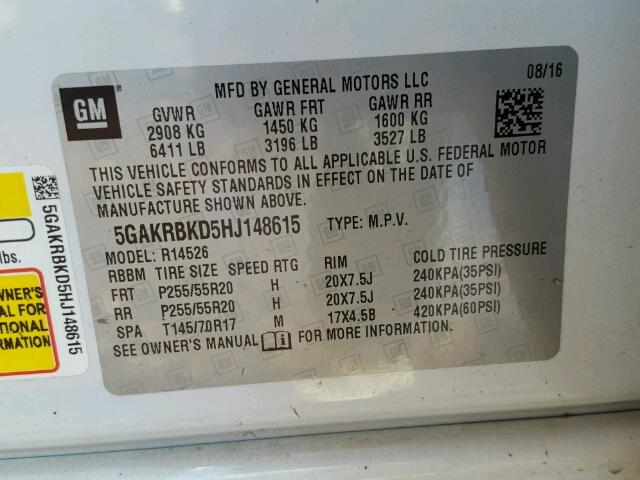 GM
MFD BY GENERAL MOTORS LLC
08/16
GVWR GAWR FRT GAWR RR
2908 KG 1450 KG 1600 KG
6411 LB 3196 LB 3527 LB
THIS VEHICLE CONFORMS TO ALL APPLICABLE U.S. FEDERAL MOTOR
VEHICLE SAFETY STANDARDS IN EFFECT ON THE DATE OF
MANUFACTURE SHOWN ABOVE.
5GAKRBKD5HJ148615 TYPE: M.P.V.
MODEL: R14526
RBBM TIRE SIZE SPEED RTG RIM COLD TIRE PRESSURE
FRT P255/55R20 H 20X7.5J 240KPA(35PSI)
RR P255/55R20 H 20X7.5J 240KPA(35PSI)
SPA T145/70R17 M 17X4.5B 420KPA(60PSI)
SEE OWNER'S MANUAL FOR MORE INFORMATION.
5GAKRBKD5HJ148615
lbs.
OWNER'S
FOR